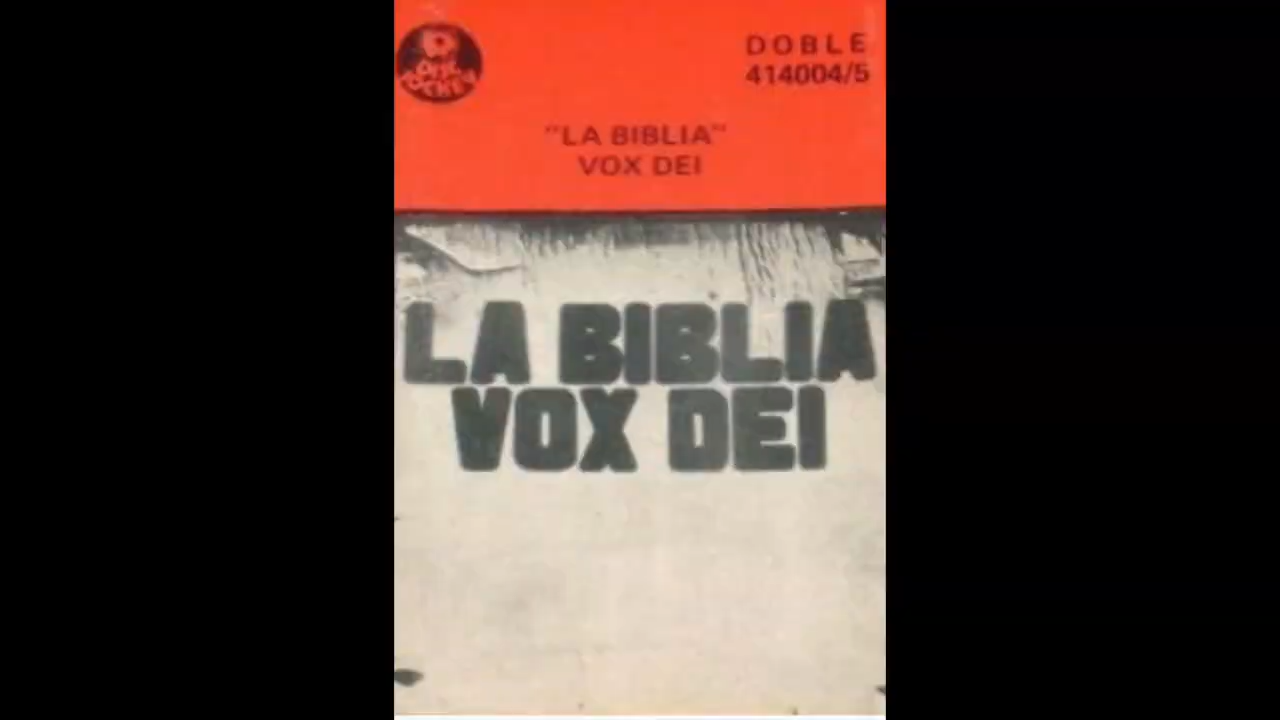 DOBLE
414004/5
"LA BIBLIA"
VOX DEI
LA BIBLIA
VOX DEI